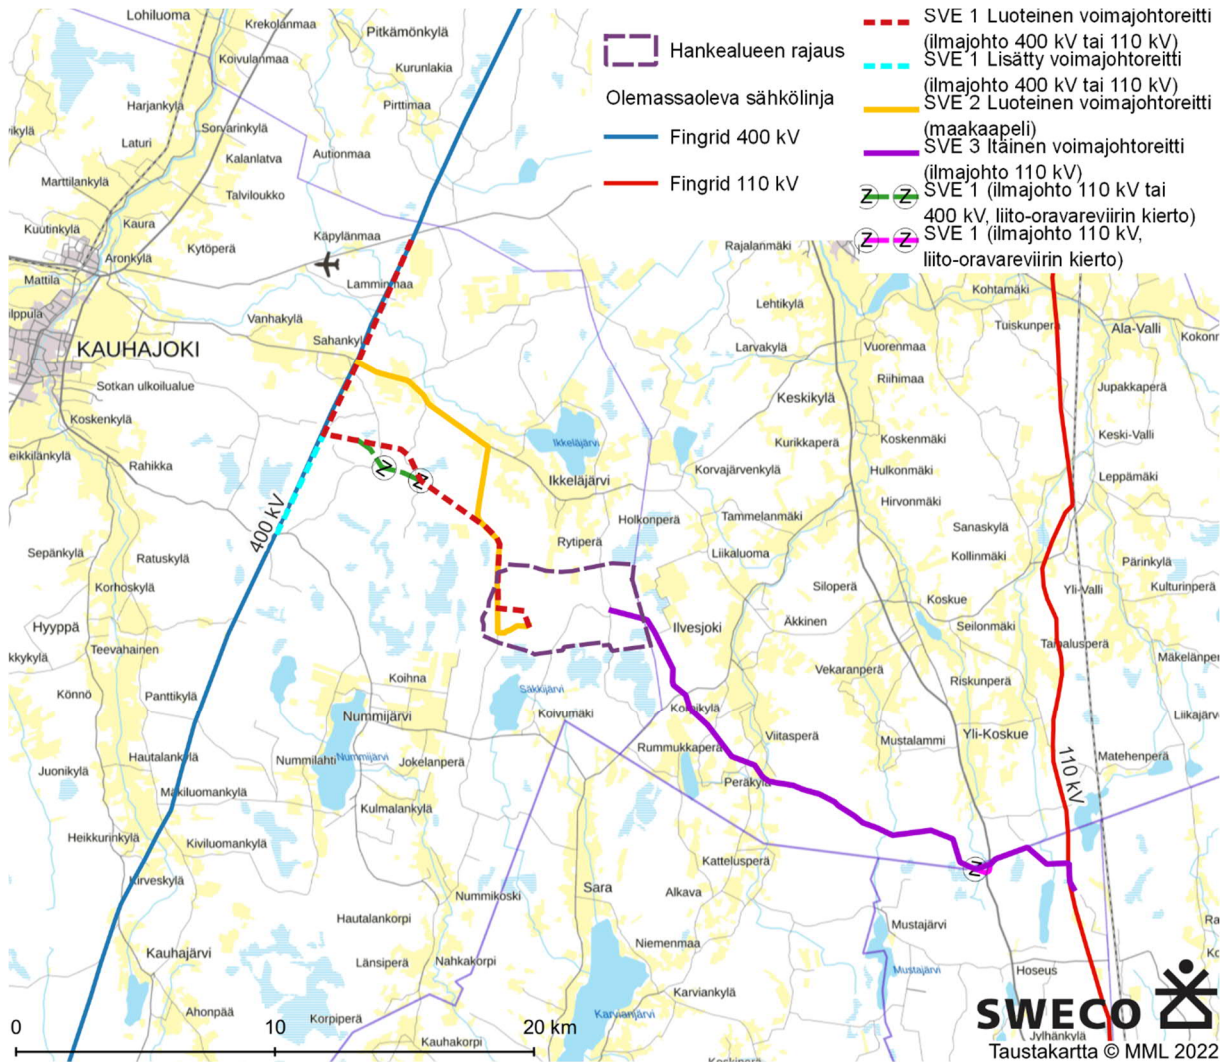 Hankealueen rajaus
Olemassaoleva sähkölinja
Fingrid 400 kV
Fingrid 110 kV
SVE 1 Luoteinen voimajohtoreitti
(ilmajohto 400 kV tai 110 kV)
SVE 1 Lisätty voimajohtoreitti
(ilmajohto 400 kV tai 110 kV)
SVE 2 Luoteinen voimajohtoreitti
(maakaapeli)
SVE 3 Itäinen voimajohtoreitti
(ilmajohto 110 kV)
Z Z SVE 1 (ilmajohto 110 kV tai
400 kV, liito-oravareviirin kierto)
Z Z SVE 1 (ilmajohto 110 kV,
liito-oravareviirin kierto)
Lohiluoma
Krekolanmaa
Pitkämönkylä
Koivulanmaa
Kurunlakia
Harjankylä
Pirttimaa
Sorvarinkylä
Laturi
Kalanlatva
Autionmaa
Marttilankylä
Talviloukko
Kuutinkylä
Kaura
Käpylänmaa
Kytöperä
Aronkylä
Mattila
Lamminmaa
Vanhakylä
Sahankylä
KAUHAJOKI
Sotkan ulkoilualue
Koskenkylä
Rahikka
400 kV
Z
Z
Sepänkylä
Ratuskylä
Korhoskylä
Hyyppä
Teevahainen
Könnö
Panttikylä
Hautalankylä
Juonikylä
Mäkiluomankylä
Heikkurinkylä
Kiviluomankylä
Kirveskylä
Kauhajärvi
Ahonpää
Koihna
Nummijärvi
Nummilahti
Nummijärvi
Jokelanperä
Kulmalankylä
Nummikoski
Hautalankorpi
Länsiperä
Nahkakorpi
Korpiperä
Kauhakorpi
Ikkeläjärvi
Ikkeläjärvi
Rytiperä
Holkonperä
Säkkijärvi
Koivumäki
Rajalanmäki
Lehtikylä
Larvakylä
Vuorenmaa
Riihimaa
Keskikylä
Kurikkaperä
Koskenmäki
Korvajärvenkylä
Hulkonmäki
Hirvonmäki
Tammelanmäki
Liikaluoma
Sanaskylä
Kollinmäki
Siloperä
Koskue
Ilvesjoki
Äkkinen
Seilonmäki
Vekaranperä
Riskunperä
Viitasperä
Mustalammi
Yli-Koskue
Rummukkaperä
Peräkylä
Kattelusperä
Sara
Alkava
Niemenmaa
Karviankylä
Karvianjärvi
Mustajärvi
Mustajärvi
Z
Hoseus
Kohtamäki
Tuiskunperä
Ala-Valli
Jupakkaperä
Keski-Valli
Leppämäki
Pärinkylä
Yli-Valli
Kulturinperä
Taipalusperä
Matehenperä
110 kV
Jylhänkylä
0 10 20 km
SWECO
Taustakartta © MML 2022